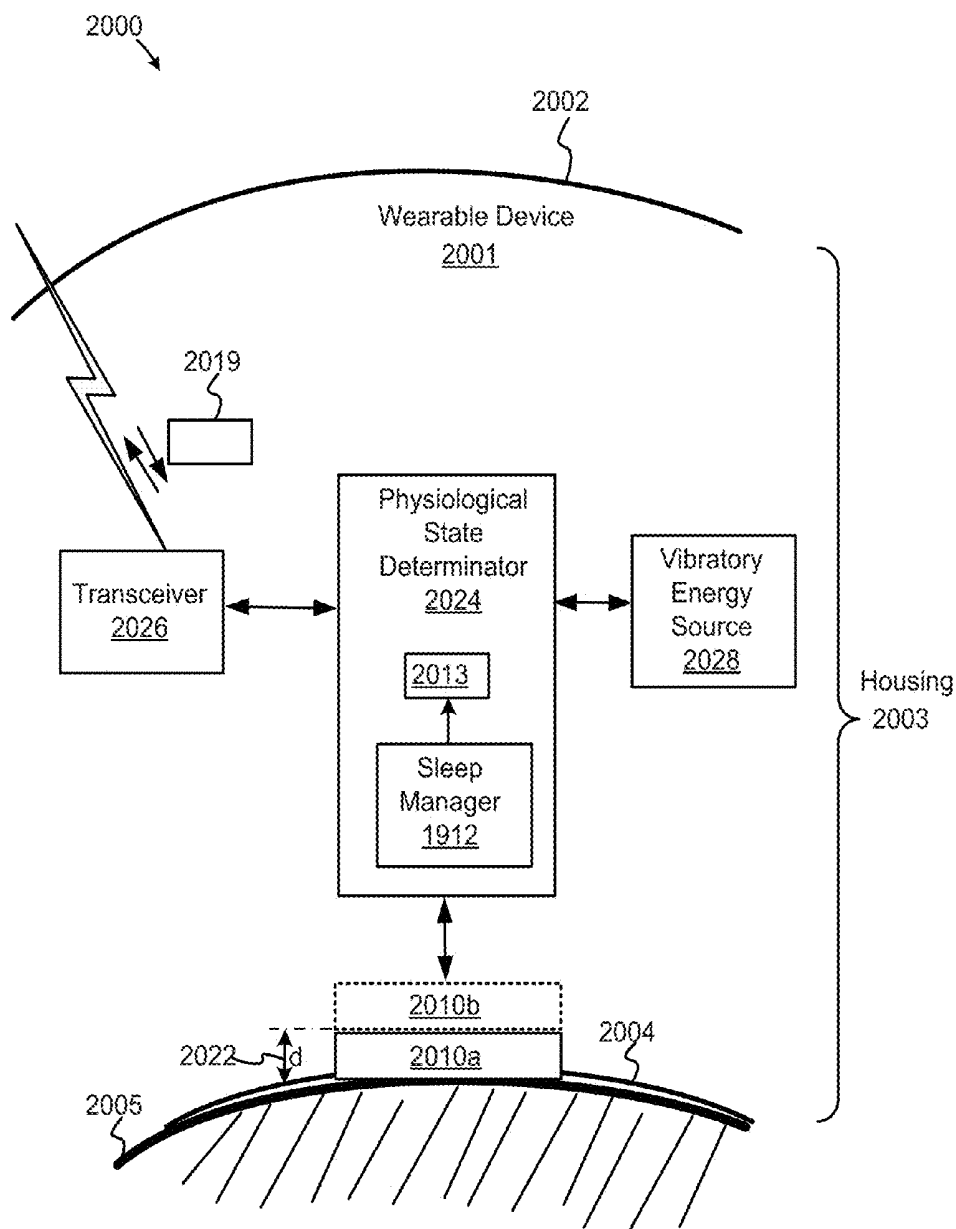 2000
2002
Wearable Device
2001
2019
Physiological
State
Determinator
2024
Transceiver
2026
Vibratory
Energy
Source
2028
2013
Sleep
Manager
1912
Housing
2003
2010b
2022
d
2010a
2004
2005